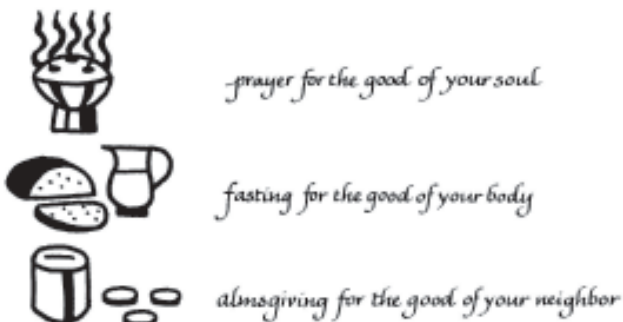 prayer for the good of your soul
fasting for the good of your body
almsgiving for the good of your neighbor